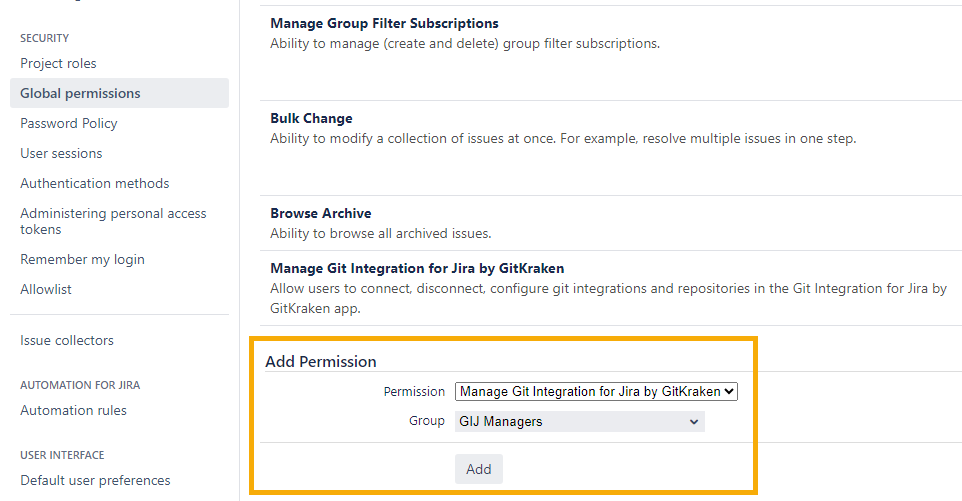 SECURITY
Project roles
Global permissions
Password Policy
User sessions
Authentication methods
Administering personal access
tokens
Remember my login
Allowlist
Issue collectors
AUTOMATION FOR JIRA
Automation rules
USER INTERFACE
Default user preferences
Manage Group Filter Subscriptions
Ability to manage (create and delete) group filter subscriptions.
Bulk Change
Ability to modify a collection of issues at once. For example, resolve multiple issues in one step.
Browse Archive
Ability to browse all archived issues.
Manage Git Integration for Jira by GitKraken
Allow users to connect, disconnect, configure git integrations and repositories in the Git Integration for Jira by
GitKraken app.
Add Permission
Permission Manage Git Integration for Jira by GitKraken
Group GIJ Managers
Add